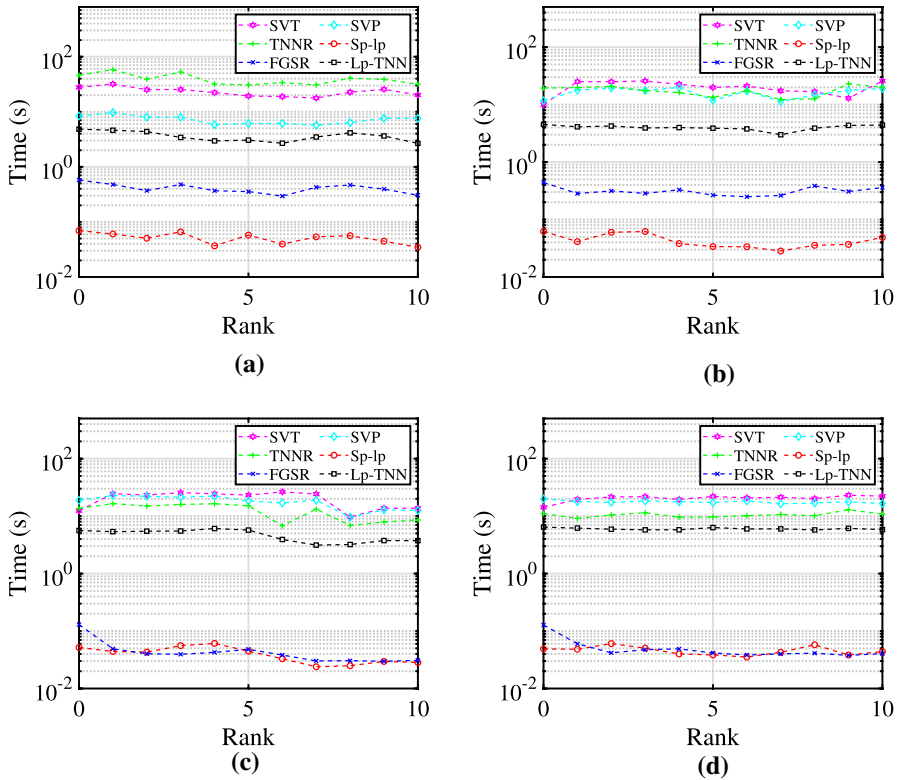 SVT SVP
TNNR Sp-lp
FGSR Lp-TNN
10^2
10^0
10^-2
Time (s)
0 5 10
Rank
(a)
SVT SVP
TNNR Sp-lp
FGSR Lp-TNN
10^2
10^0
10^-2
Time (s)
0 5 10
Rank
(b)
SVT SVP
TNNR Sp-lp
FGSR Lp-TNN
10^2
10^0
10^-2
Time (s)
0 5 10
Rank
(c)
SVT SVP
TNNR Sp-lp
FGSR Lp-TNN
10^2
10^0
10^-2
Time (s)
0 5 10
Rank
(d)